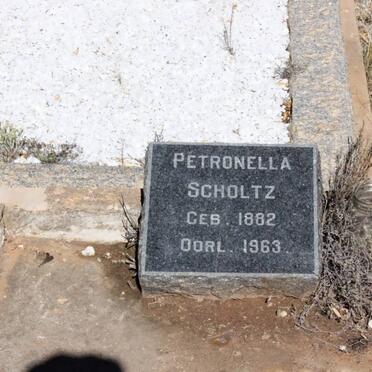 PETRONELLA
SCHOLTZ
GEB. 1882
OORL. 1963.